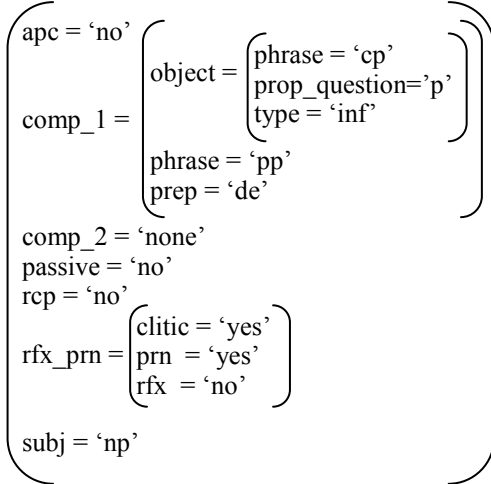 apc = ‘no’
object = phrase = ‘cp’
prop_question=’p’
type = ‘inf’
comp_1 =
phrase = ‘pp’
prep = ‘de’
comp_2 = ‘none’
passive = ‘no’
rcp = ‘no’
clitic = ‘yes’
rfx_prn = prn = ‘yes’
rfx = ‘no’
subj = ‘np’